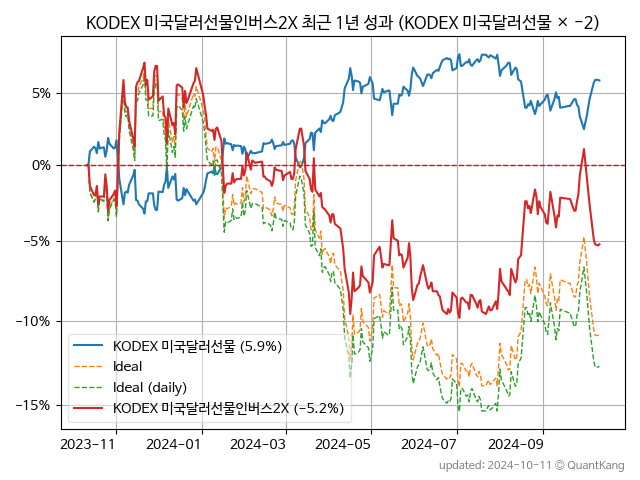 KODEX 미국달러선물인버스2X 최근 1년 성과 (KODEX 미국달러선물 × −2)
5%
0%
−5%
−10%
−15%
KODEX 미국달러선물 (5.9%)
Ideal
Ideal (daily)
KODEX 미국달러선물인버스2X (−5.2%)
2023−11 2024−01 2024−03 2024−05 2024−07 2024−09
updated: 2024−10−11 © QuantKang